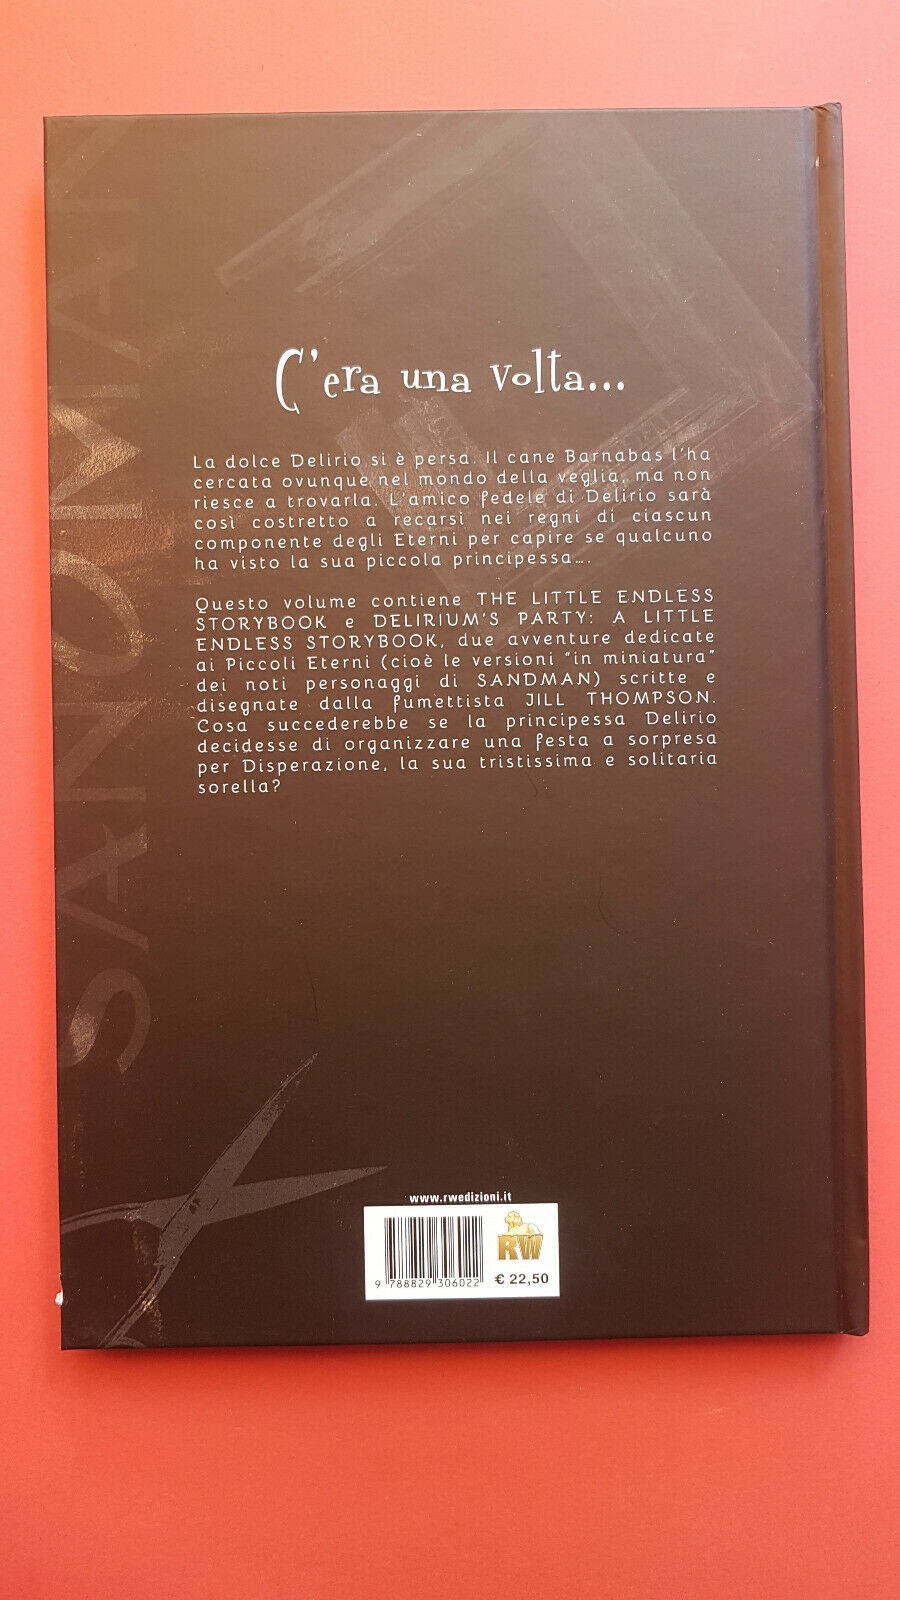 C'era una volta...
La dolce Delirio si è persa. Il cane Barnabas l'ha
cercata ovunque nel mondo della veglia, ma non
riesce a trovarla. L'amico fedele di Delirio sarà
così costretto a recarsi nei regni di ciascun
componente degli Eterni per capire se qualcuno
ha visto la sua piccola principessa….
Questo volume contiene THE LITTLE ENDLESS
STORYBOOK e DELIRIUM'S PARTY: A LITTLE
ENDLESS STORYBOOK, due avventure dedicate
ai Piccoli Eterni (cioè le versioni "in miniatura"
dei noti personaggi di SANDMAN) scritte e
disegnate dalla fumettista JILL THOMPSON.
Cosa succederebbe se la principessa Delirio
decidesse di organizzare una festa a sorpresa
per Disperazione, la sua tristissima e solitaria
sorella?
www.rwedizioni.it
RW
9 788829 306022
€ 22,50